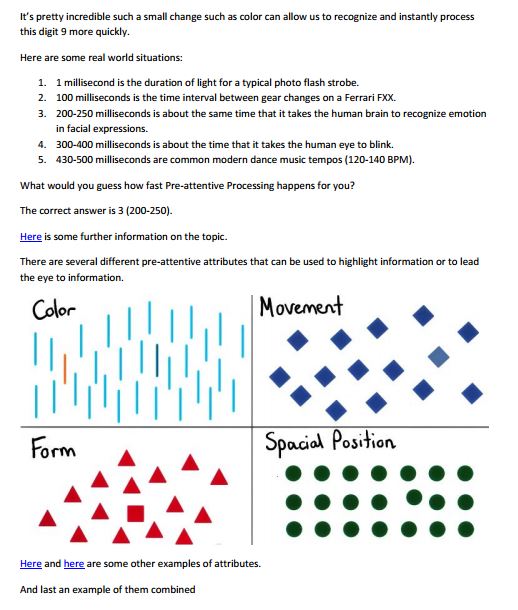 It's pretty incredible such a small change such as color can allow us to recognize and instantly process
this digit 9 more quickly.
Here are some real world situations:
1. 1 millisecond is the duration of light for a typical photo flash strobe.
2. 100 milliseconds is the time interval between gear changes on a Ferrari FXX.
3. 200-250 milliseconds is about the same time that it takes the human brain to recognize emotion
in facial expressions.
4. 300-400 milliseconds is about the time that it takes the human eye to blink.
5. 430-500 milliseconds are common modern dance music tempos (120-140 BPM).
What would you guess how fast Pre-attentive Processing happens for you?
The correct answer is 3 (200-250).
Here is some further information on the topic.
There are several different pre-attentive attributes that can be used to highlight information or to lead
the eye to information.
Color
Movement
Form
Spacial Position
Here and here are some other examples of attributes.
And last an example of them combined